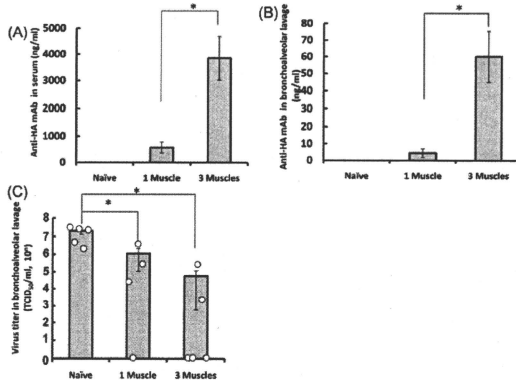 (A)
Anti-HA mAb in serum (ng/ml)
5000
4000
3000
2000
1000
0
*
Naïve 1 Muscle 3 Muscles
(B)
Anti-HA mAb in bronchoalveolar lavage
(ng/ml)
80
70
60
50
40
30
20
10
0
*
Naïve 1 Muscle 3 Muscles
(C)
Virus titer in bronchoalveolar lavage
(TCID50/ml, 10ⁿ)
8
7
6
5
4
3
2
1
0
*
*
Naïve 1 Muscle 3 Muscles